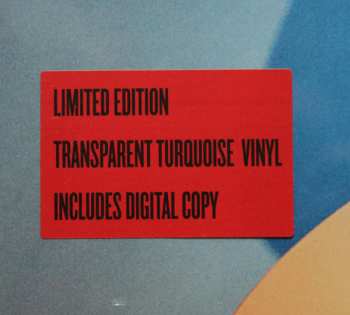 LIMITED EDITION
TRANSPARENT TURQUOISE VINYL
INCLUDES DIGITAL COPY